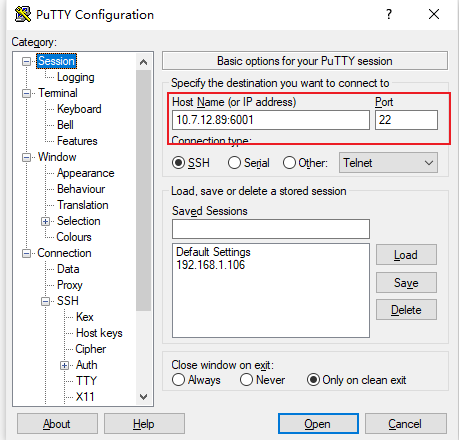 PuTTY Configuration
Category:
Session
Logging
Terminal
Keyboard
Bell
Features
Window
Appearance
Behaviour
Translation
Selection
Colours
Connection
Data
Proxy
SSH
Kex
Host keys
Cipher
Auth
TTY
X11
Basic options for your PuTTY session
Specify the destination you want to connect to
Host Name (or IP address) Port
10.7.12.89:6001 22
Connection type:
SSH Serial Other: Telnet
Load, save or delete a stored session
Saved Sessions
Default Settings
192.168.1.106
Load
Save
Delete
Close window on exit:
Always Never Only on clean exit
About Help Open Cancel